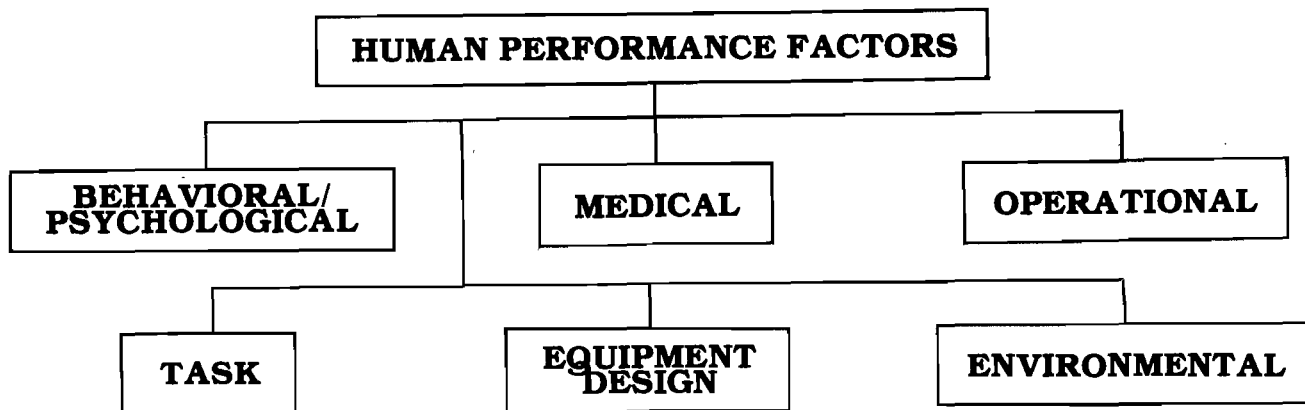 HUMAN PERFORMANCE FACTORS
BEHAVIORAL/
PSYCHOLOGICAL
MEDICAL
OPERATIONAL
TASK
EQUIPMENT
DESIGN
ENVIRONMENTAL